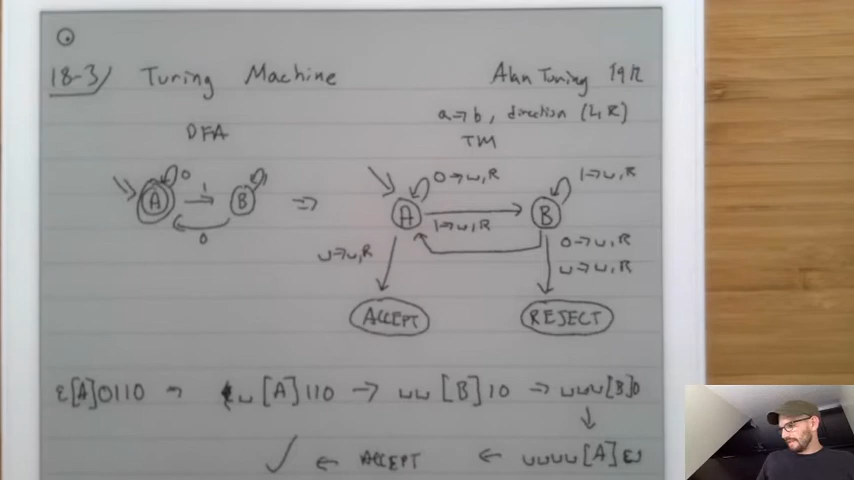 18-3/ Turing Machine Alan Turing
a→b, direction (L,R)
DFA TM
0 1 0→⊔,R 1→⊔,R
A B ⇒ A 1→⊔,R B
0
⊔→⊔,R 0→⊔,R
⊔→⊔,R
ACCEPT REJECT
ε[A]0110 → ⊔[A]110 → ⊔⊔[B]10 → ⊔⊔⊔[B]0
↓
✓ ← ACCEPT ← ⊔⊔⊔⊔[A]